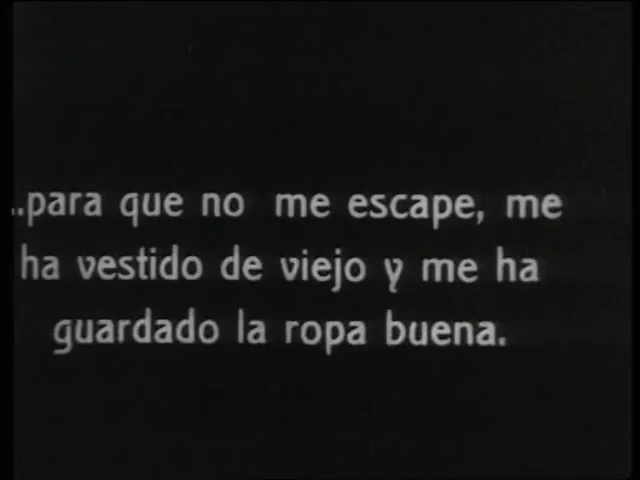 ..para que no me escape, me
ha vestido de viejo y me ha
guardado la ropa buena.